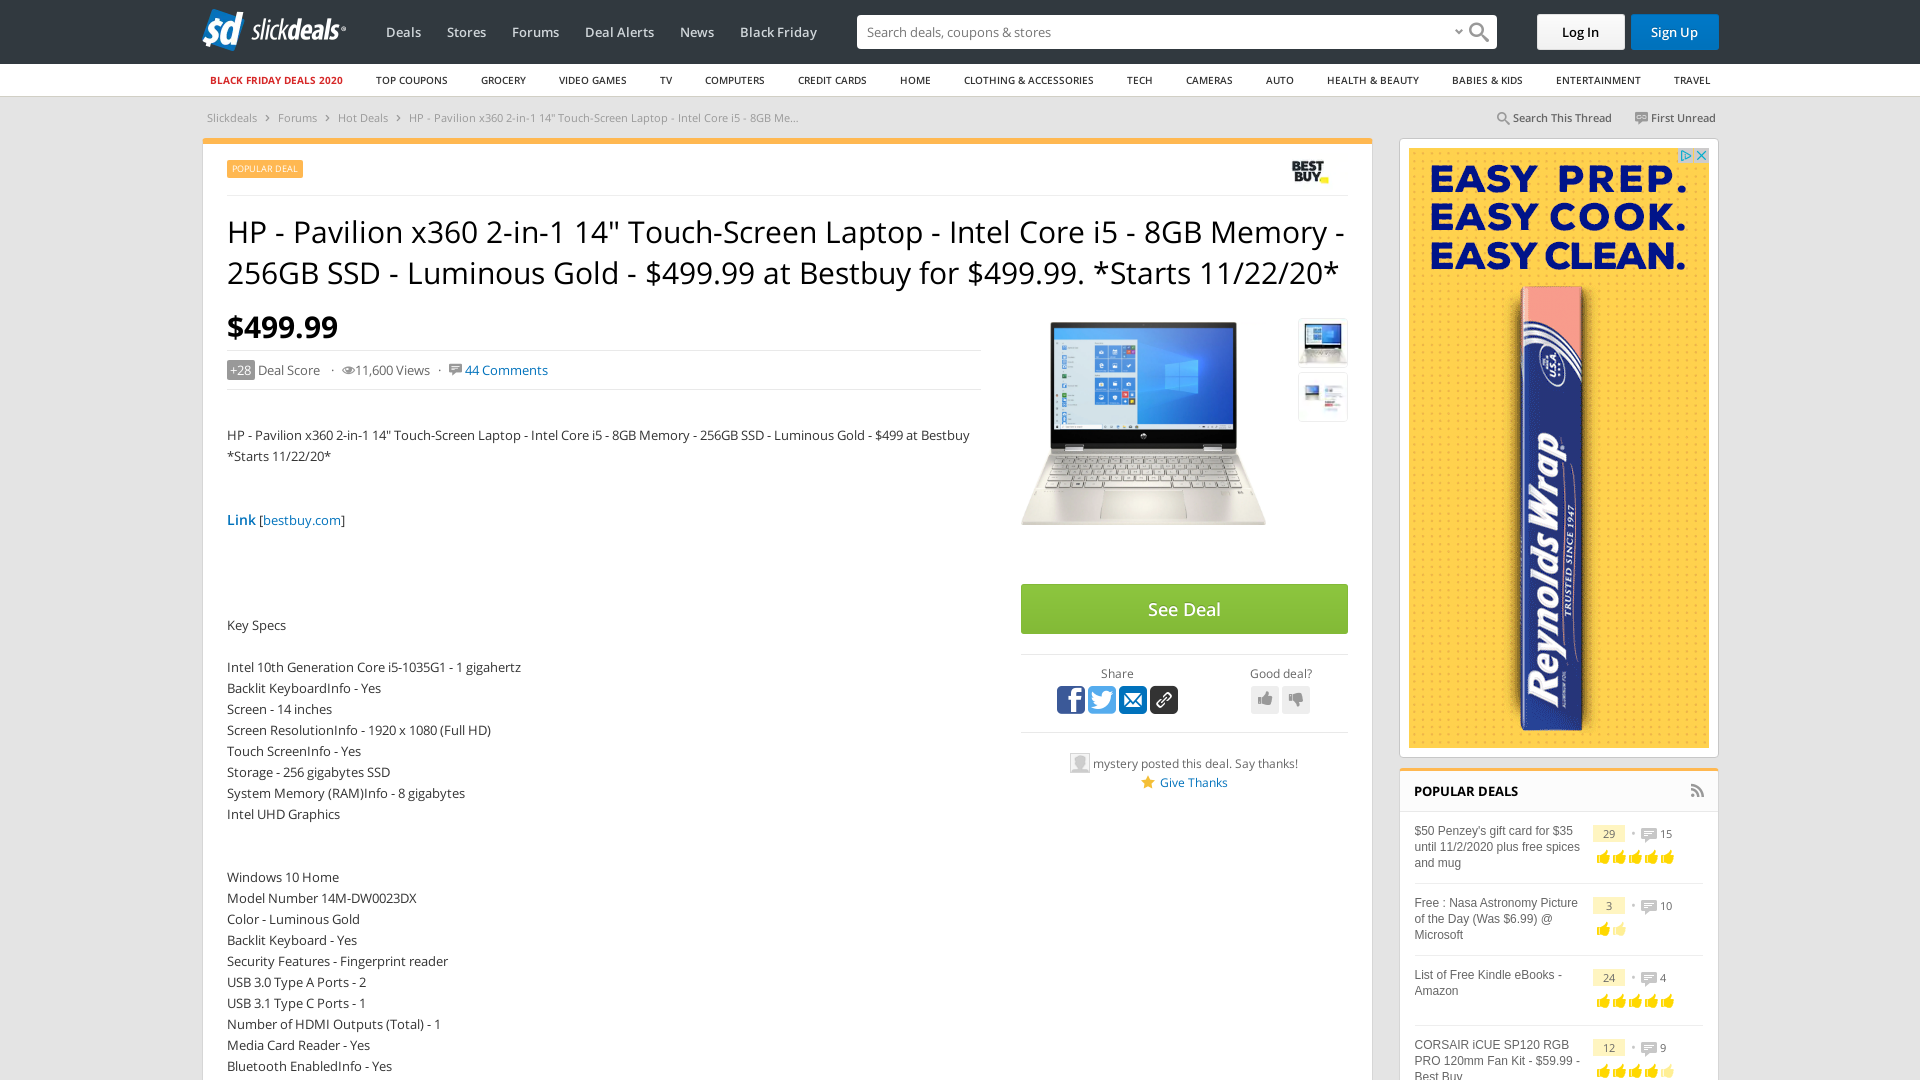 slickdeals
Deals
Stores
Forums
Deal Alerts
News
Black Friday
Search deals, coupons & stores
Log In
Sign Up
BLACK FRIDAY DEALS 2020
TOP COUPONS
GROCERY
VIDEO GAMES
TV
COMPUTERS
CREDIT CARDS
HOME
CLOTHING & ACCESSORIES
TECH
CAMERAS
AUTO
HEALTH & BEAUTY
BABIES & KIDS
ENTERTAINMENT
TRAVEL
Slickdeals > Forums > Hot Deals > HP - Pavilion x360 2-in-1 14" Touch-Screen Laptop - Intel Core i5 - 8GB Me...
Search This Thread
First Unread
POPULAR DEAL
BEST
BUY
HP - Pavilion x360 2-in-1 14" Touch-Screen Laptop - Intel Core i5 - 8GB Memory -
256GB SSD - Luminous Gold - $499.99 at Bestbuy for $499.99. *Starts 11/22/20*
$499.99
+28 Deal Score · 11,600 Views · 44 Comments
HP - Pavilion x360 2-in-1 14" Touch-Screen Laptop - Intel Core i5 - 8GB Memory - 256GB SSD - Luminous Gold - $499 at Bestbuy
*Starts 11/22/20*
Link [bestbuy.com]
Key Specs
Intel 10th Generation Core i5-1035G1 - 1 gigahertz
Backlit KeyboardInfo - Yes
Screen - 14 inches
Screen ResolutionInfo - 1920 x 1080 (Full HD)
Touch ScreenInfo - Yes
Storage - 256 gigabytes SSD
System Memory (RAM)Info - 8 gigabytes
Intel UHD Graphics
Windows 10 Home
Model Number 14M-DW0023DX
Color - Luminous Gold
Backlit Keyboard - Yes
Security Features - Fingerprint reader
USB 3.0 Type A Ports - 2
USB 3.1 Type C Ports - 1
Number of HDMI Outputs (Total) - 1
Media Card Reader - Yes
Bluetooth EnabledInfo - Yes
See Deal
Share
Good deal?
mystery posted this deal. Say thanks!
Give Thanks
EASY PREP.
EASY COOK.
EASY CLEAN.
USA
Reynolds Wrap
TRUSTED SINCE 1947
ALUMINUM FOIL
POPULAR DEALS
$50 Penzey's gift card for $35
until 11/2/2020 plus free spices
and mug
29 • 15
Free : Nasa Astronomy Picture
of the Day (Was $6.99) @
Microsoft
3 • 10
List of Free Kindle eBooks -
Amazon
24 • 4
CORSAIR iCUE SP120 RGB
PRO 120mm Fan Kit - $59.99 -
Best Buy
12 • 9